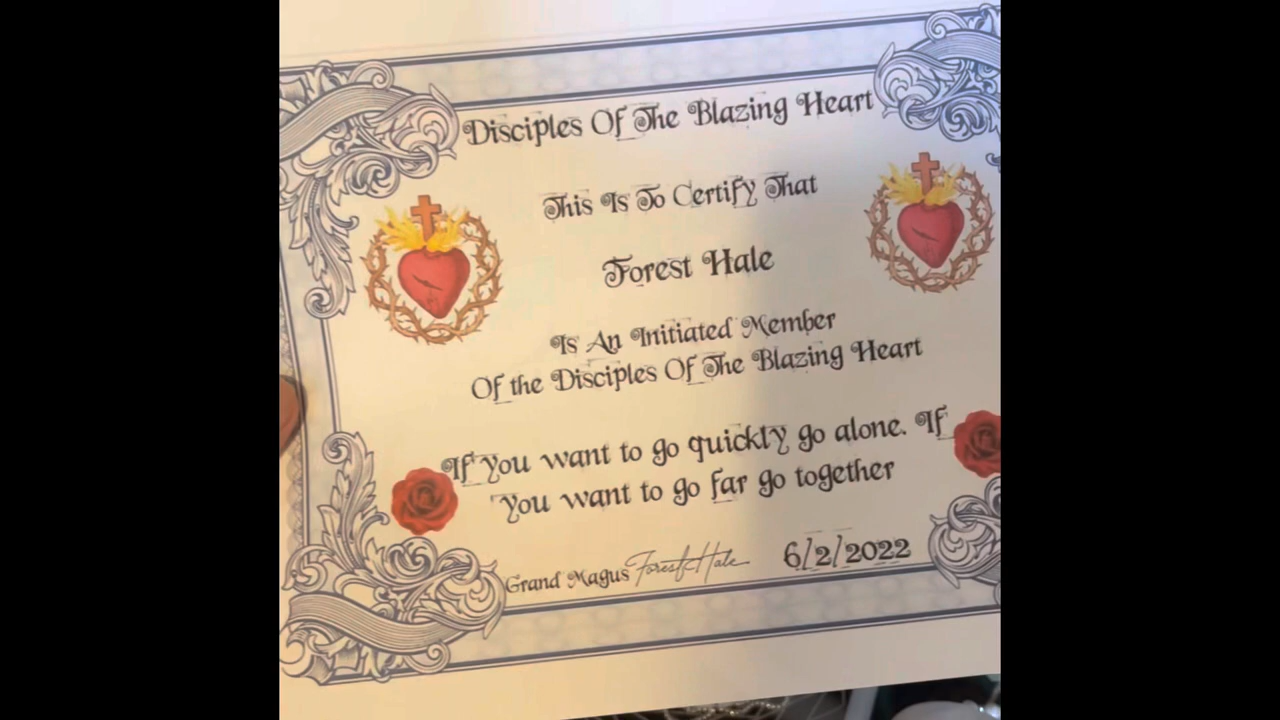 Disciples Of The Blazing Heart
This Is To Certify That
Forest Hale
Is An Initiated Member
Of the Disciples Of The Blazing Heart
If you want to go quickly go alone. If
you want to go far go together
Grand Magus Forest Hale 6/2/2022